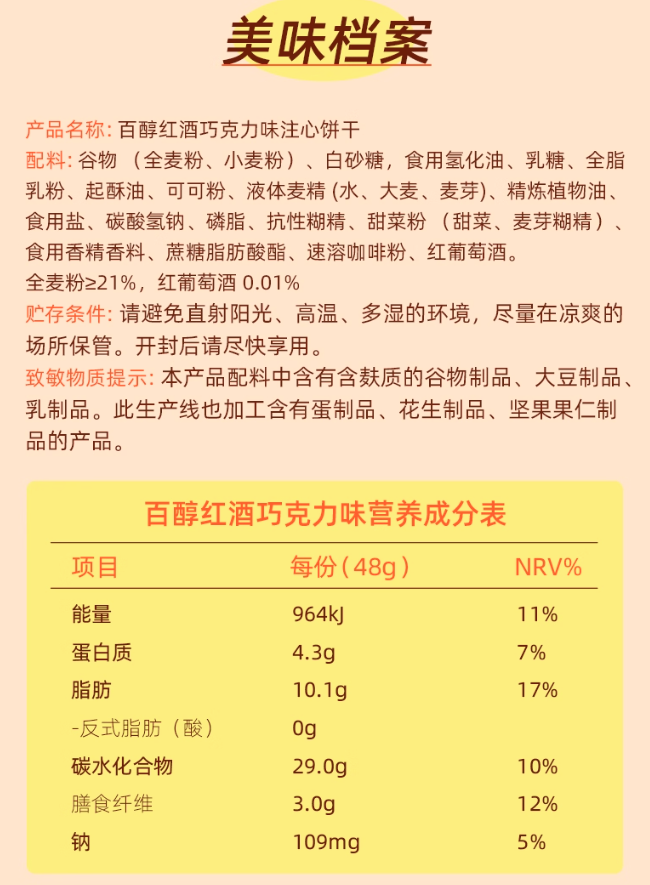 美味档案
产品名称：百醇红酒巧克力味注心饼干
配料：谷物（全麦粉、小麦粉）、白砂糖，食用氢化油、乳糖、全脂
乳粉、起酥油、可可粉、液体麦精 (水、大麦、麦芽)、精炼植物油、
食用盐、碳酸氢钠、磷脂、抗性糊精、甜菜粉（甜菜、麦芽糊精）、
食用香精香料、蔗糖脂肪酸酯、速溶咖啡粉、红葡萄酒。
全麦粉≥21%，红葡萄酒 0.01%
贮存条件：请避免直射阳光、高温、多湿的环境，尽量在凉爽的
场所保管。开封后请尽快享用。
致敏物质提示：本产品配料中含有含麸质的谷物制品、大豆制品、
乳制品。此生产线也加工含有蛋制品、花生制品、坚果果仁制
品的产品。
百醇红酒巧克力味营养成分表
项目 每份(48g) NRV%
能量 964kJ 11%
蛋白质 4.3g 7%
脂肪 10.1g 17%
-反式脂肪（酸） 0g
碳水化合物 29.0g 10%
膳食纤维 3.0g 12%
钠 109mg 5%